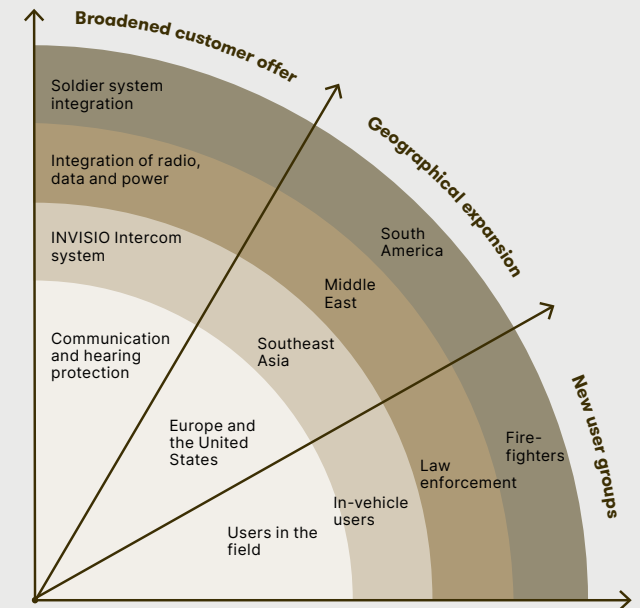 Broadened customer offer
Soldier system
integration
Integration of radio,
data and power
INVISIO Intercom
system
Communication
and hearing
protection
Geographical expansion
South
America
Middle
East
Southeast
Asia
Europe and
the United
States
New user groups
Fire-
fighters
Law
enforcement
In-vehicle
users
Users in the
field